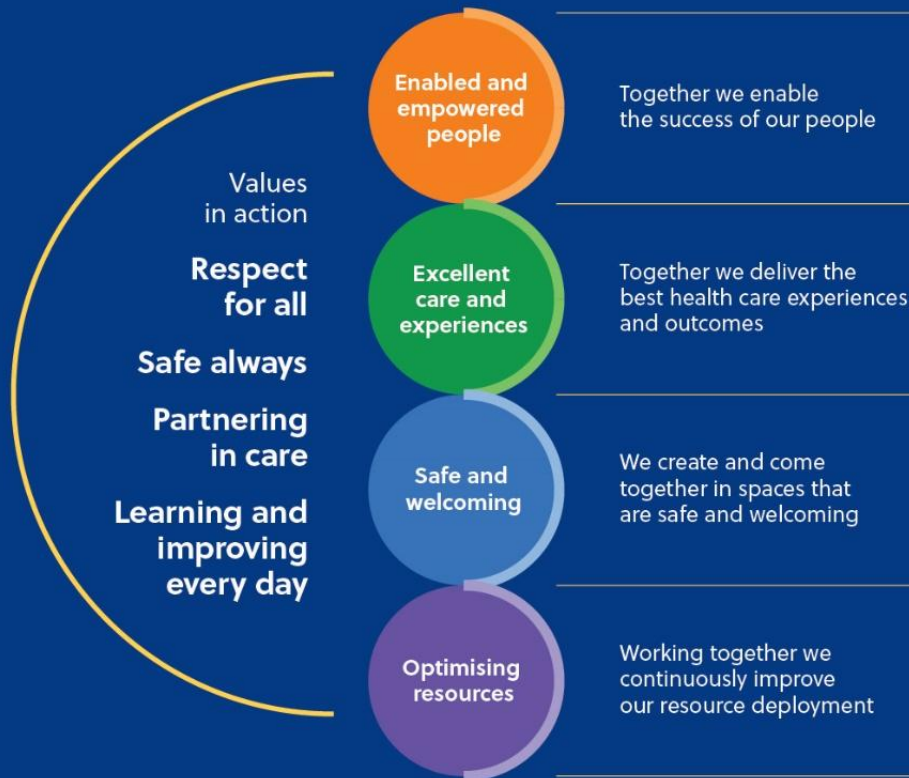 Values
in action
Respect
for all
Safe always
Partnering
in care
Learning and
improving
every day
Enabled and
empowered
people
Together we enable
the success of our people
Excellent
care and
experiences
Together we deliver the
best health care experiences
and outcomes
Safe and
welcoming
We create and come
together in spaces that
are safe and welcoming
Optimising
resources
Working together we
continuously improve
our resource deployment